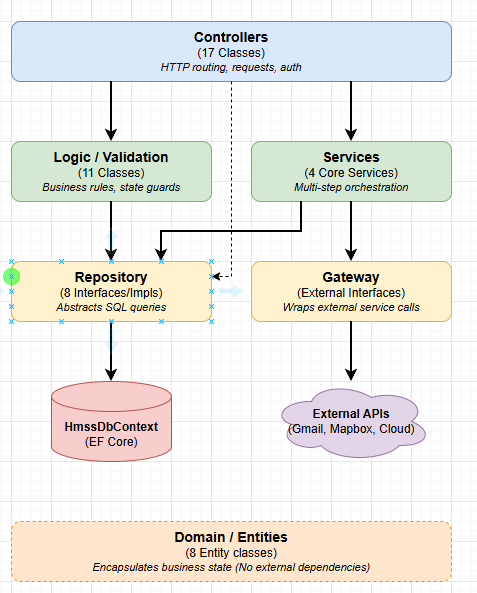 Controllers
(17 Classes)
HTTP routing, requests, auth
Logic / Validation
(11 Classes)
Business rules, state guards
Services
(4 Core Services)
Multi-step orchestration
Repository
(8 Interfaces/Impls)
Abstracts SQL queries
Gateway
(External Interfaces)
Wraps external service calls
HmssDbContext
(EF Core)
External APIs
(Gmail, Mapbox, Cloud)
Domain / Entities
(8 Entity classes)
Encapsulates business state (No external dependencies)